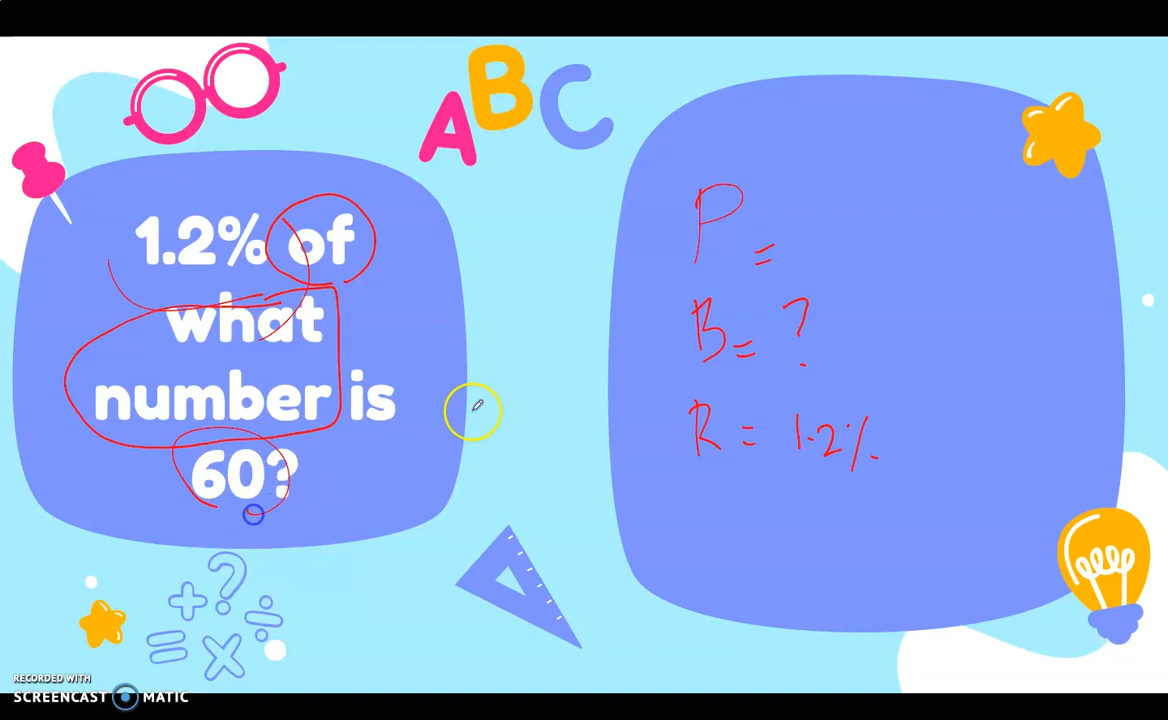 ABC
1.2% of
what
number is
60?
P =
B = ?
R = 1.2%
RECORDED WITH
SCREENCAST MATIC